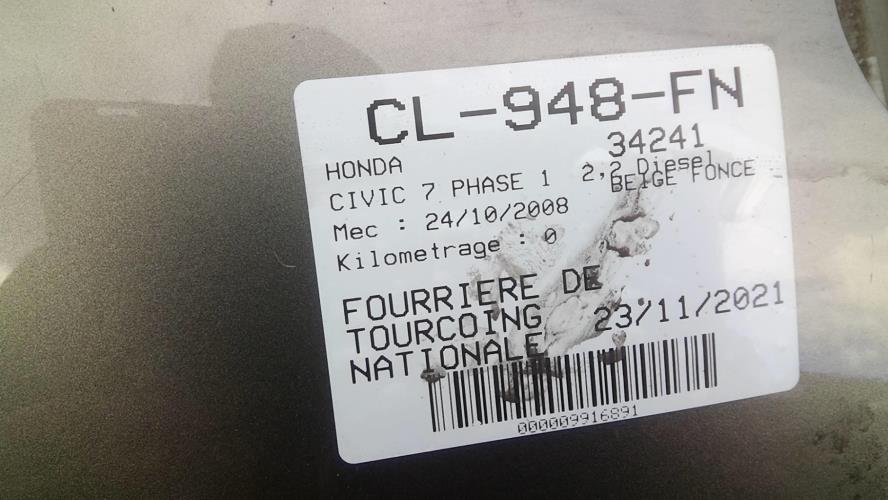 CL-948-FN
34241
HONDA
CIVIC 7 PHASE 1 2,2 Diesel
BEIGE FONCE
Mec : 24/10/2008
Kilometrage : 0
FOURRIERE DE
TOURCOING 23/11/2021
NATIONALE
000009916891